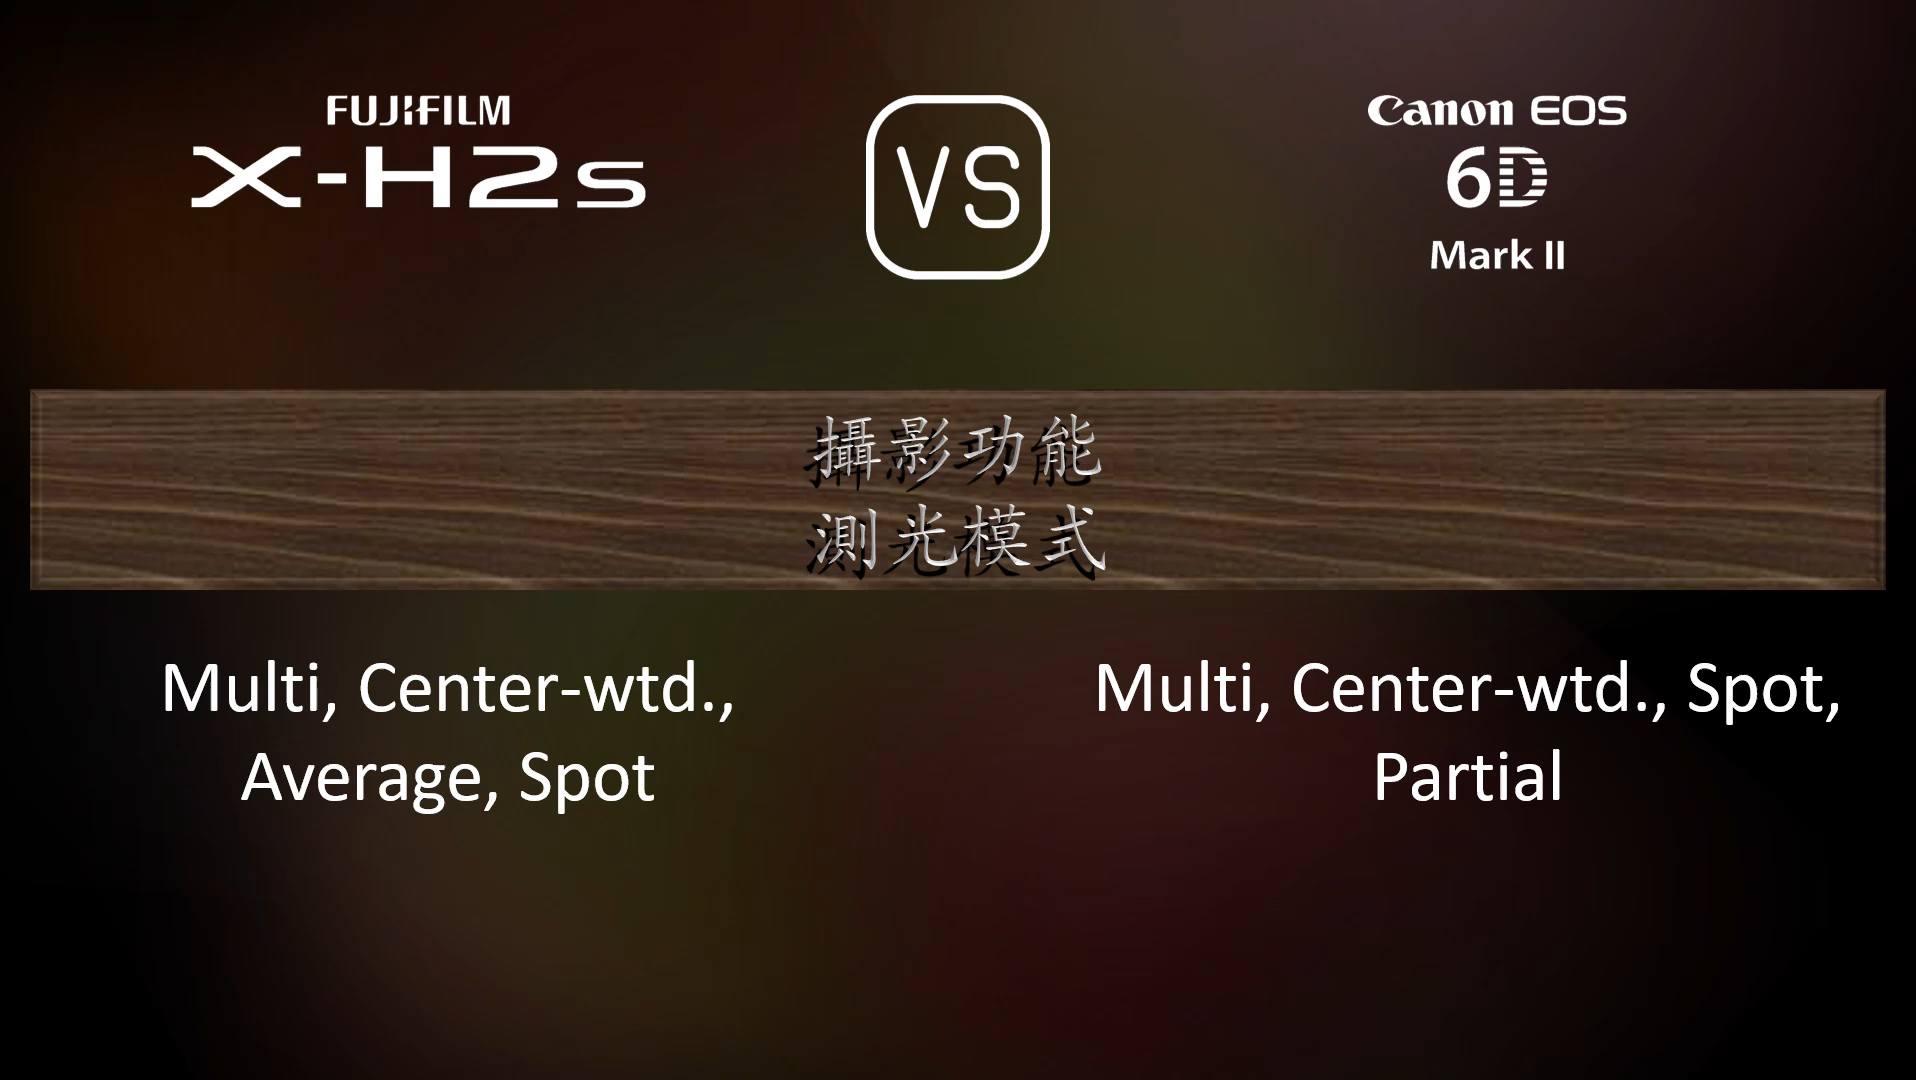 FUJIFILM
X-H2s
VS
Canon EOS
6D
Mark II
攝影功能
測光模式
Multi, Center-wtd.,
Average, Spot
Multi, Center-wtd., Spot,
Partial